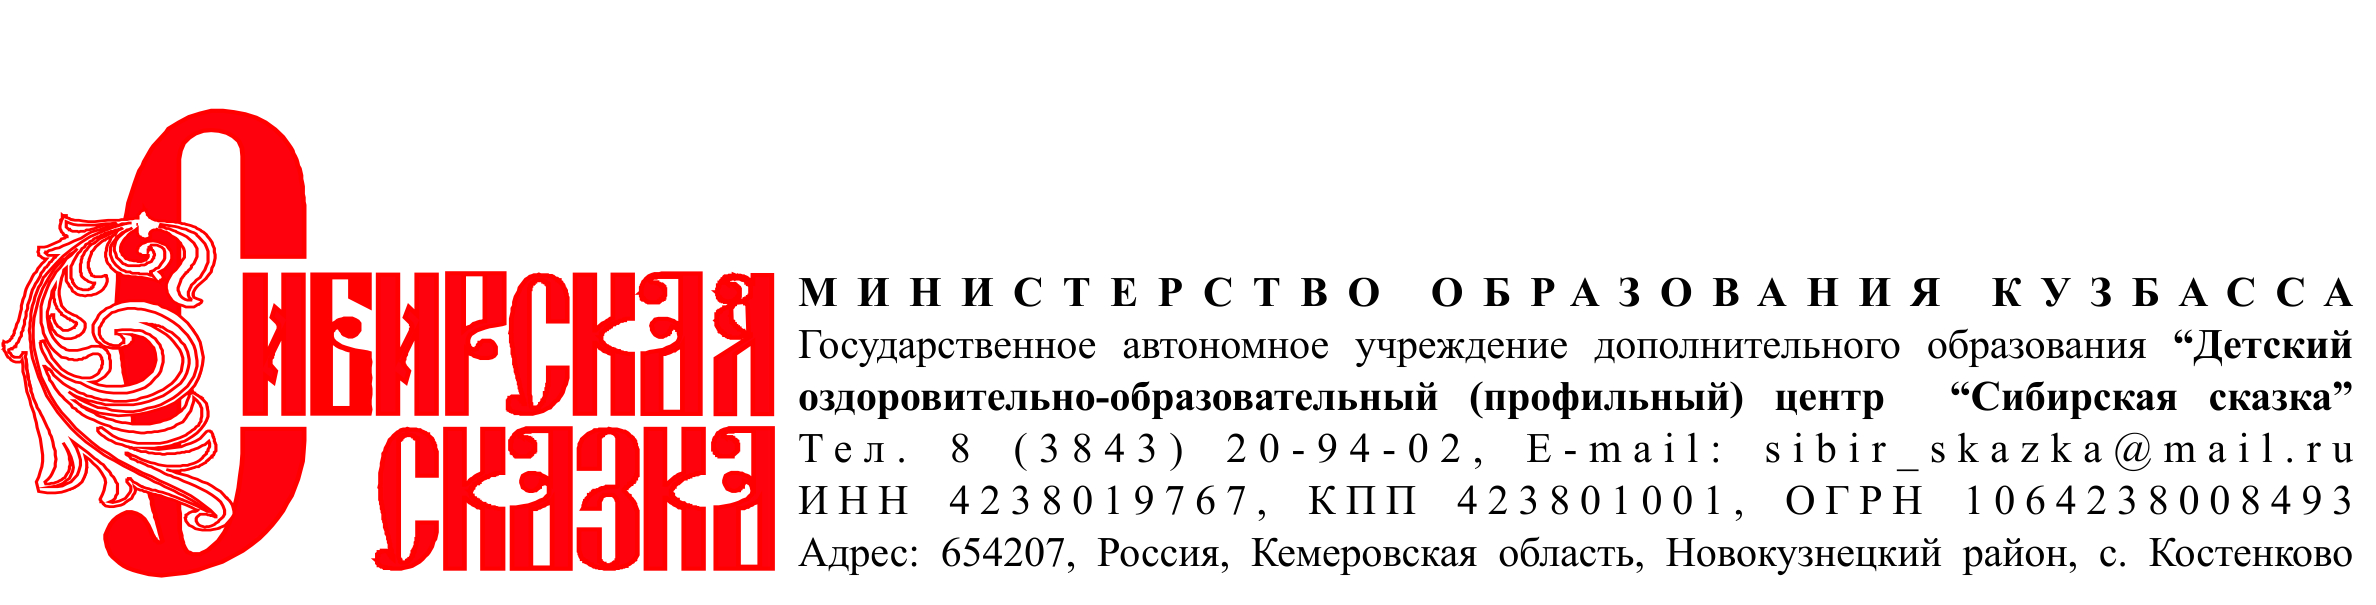 Сибирская
сказка
МИНИСТЕРСТВО ОБРАЗОВАНИЯ КУЗБАССА
Государственное автономное учреждение дополнительного образования “Детский
оздоровительно-образовательный (профильный) центр “Сибирская сказка”
Тел. 8 (3843) 20-94-02, E-mail: sibir_skazka@mail.ru
ИНН 4238019767, КПП 423801001, ОГРН 1064238008493
Адрес: 654207, Россия, Кемеровская область, Новокузнецкий район, с. Костенково